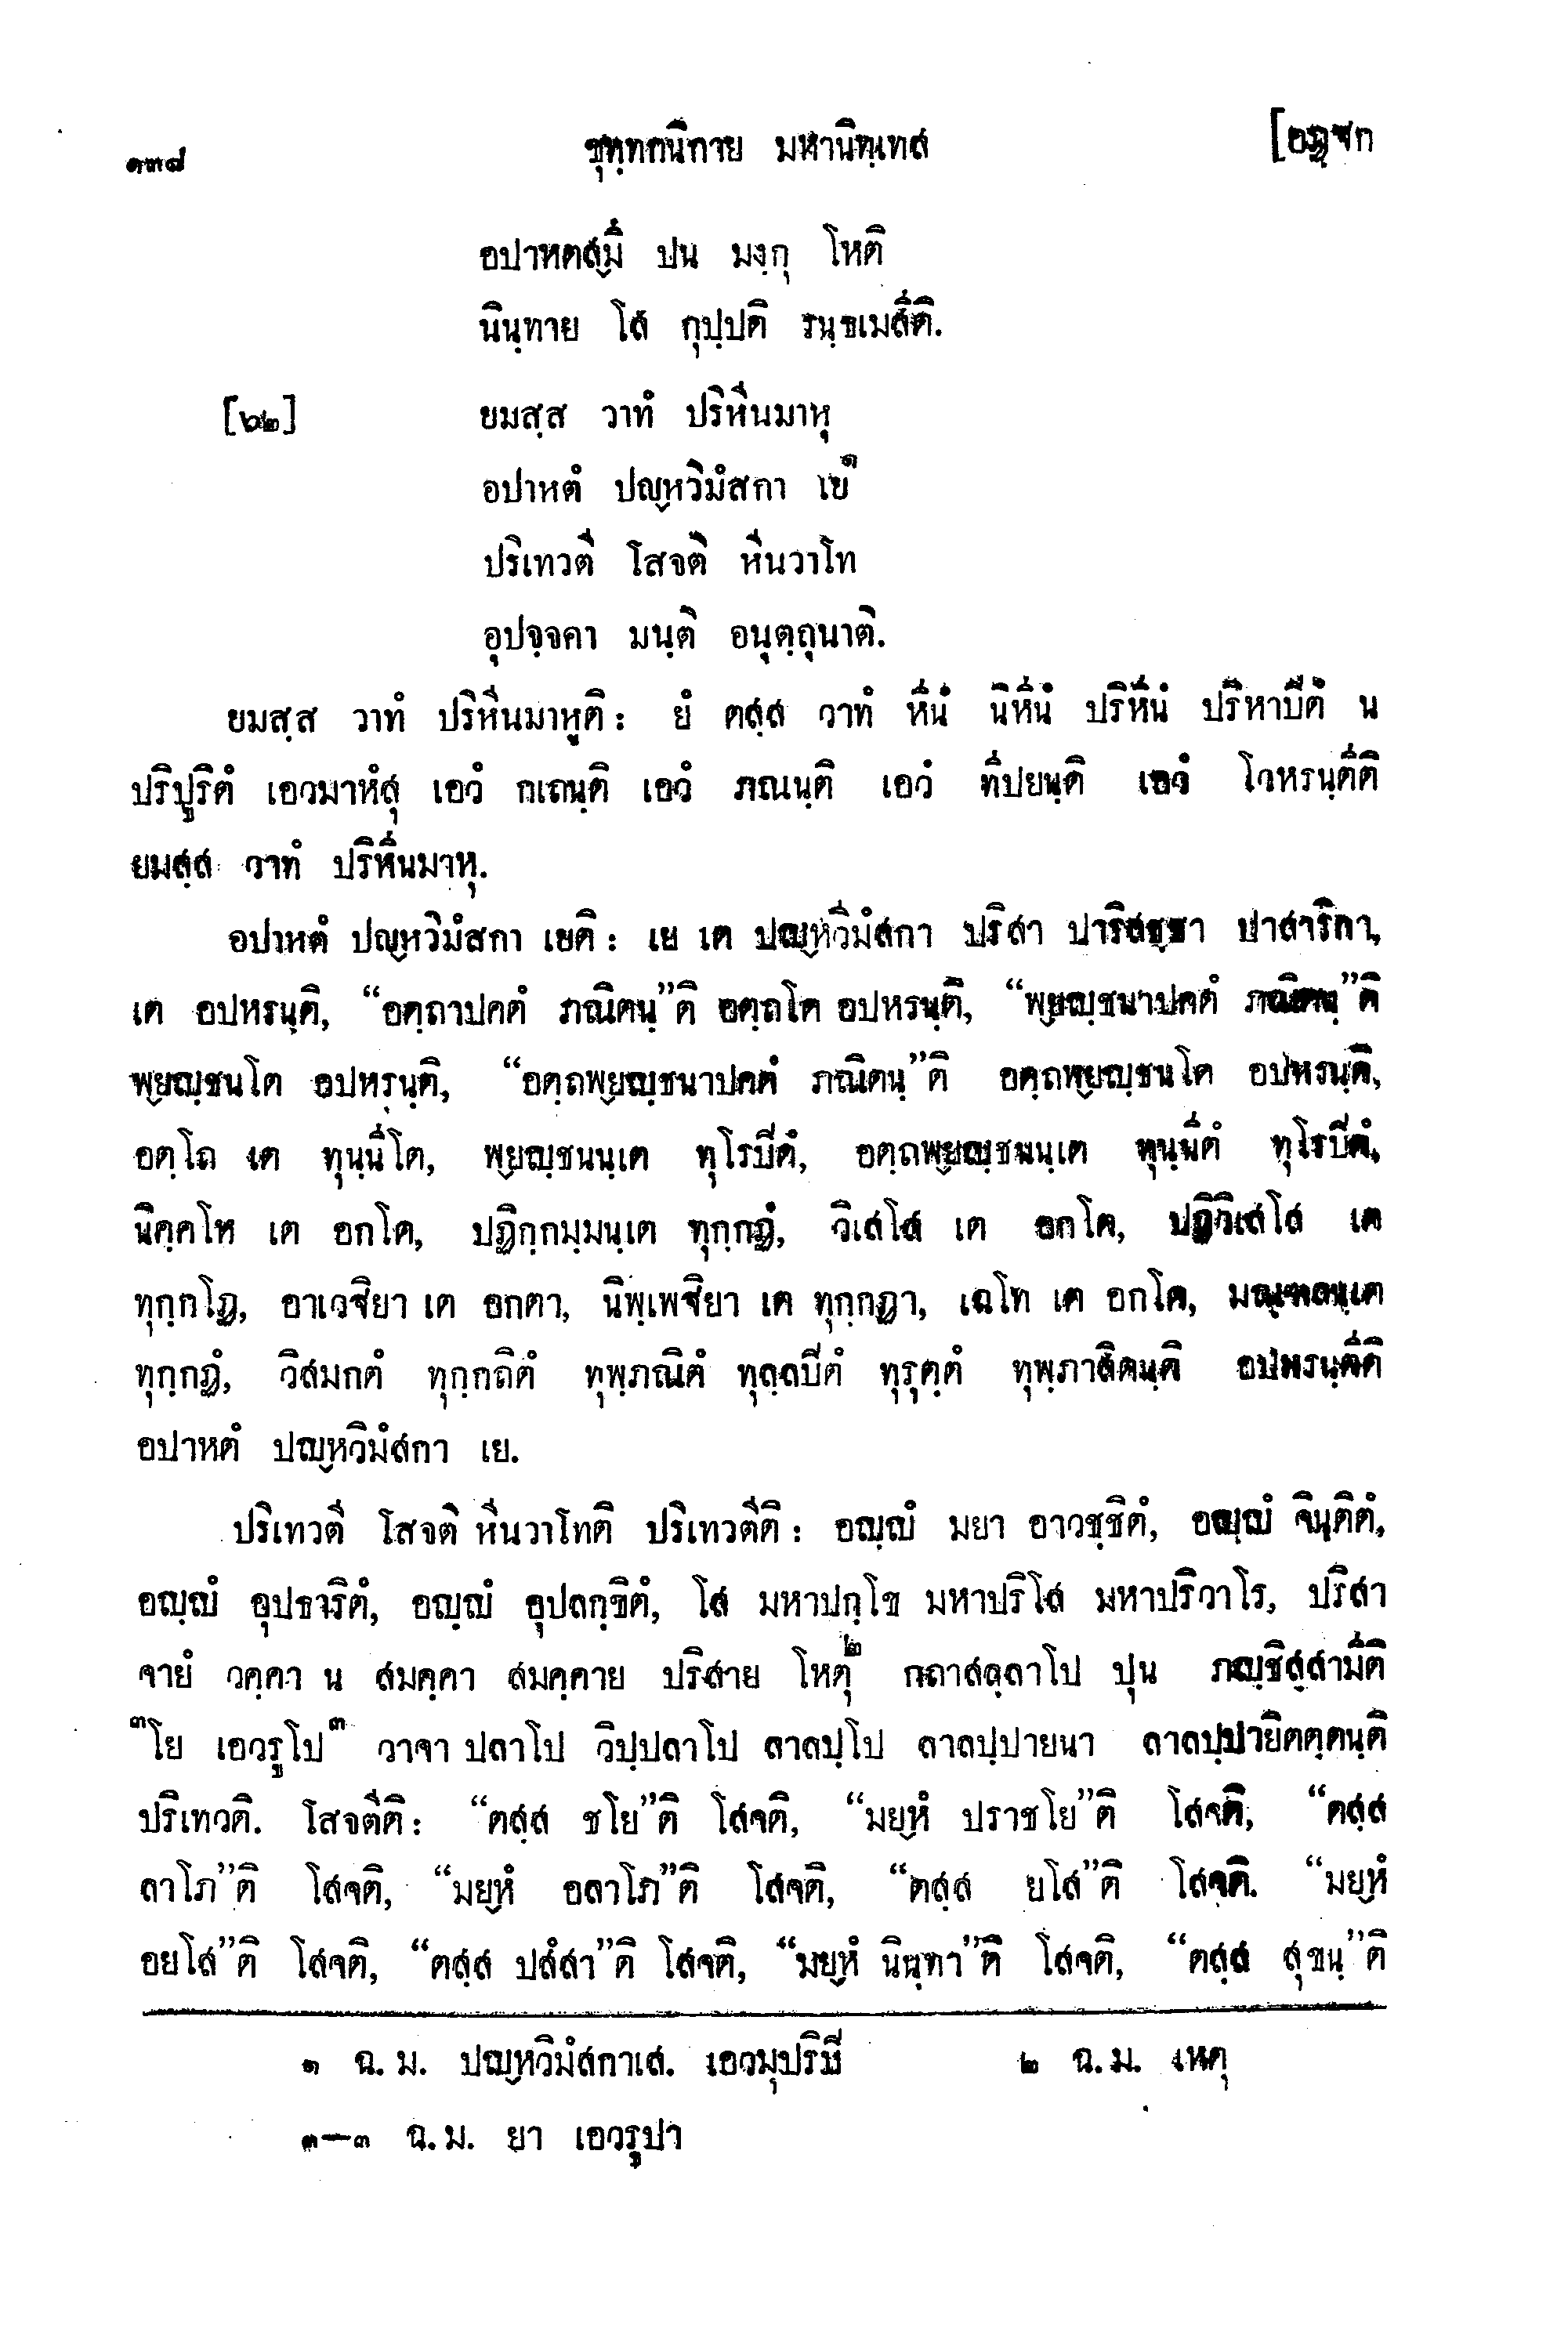 ๑๓๘ ขุทฺทกนิกาย มหานิทฺเทส [อฏฺฐก
อปาหตสฺมึ ปน มงฺกุ โหติ
นินฺทาย โส กุปฺปติ รนฺธเมสีติ.
[๖๒] ยมสฺส วาทํ ปริหีนมาหุ
อปาหตํ ปญฺหวิมํสกา เย๑
ปริเทวตี โสจติ หีนวาโท
อุปจฺจคา มนฺติ อนุตฺถุนาติ.
ยมสฺส วาทํ ปริหีนมาหูติ: ยํ ตสฺส วาทํ หีนํ นิหีนํ ปริหีนํ ปริหาปิตํ น
ปริปูริตํ เอวมาหํสุ เอวํ กเถนฺติ เอวํ ภณนฺติ เอวํ ทีปยนฺติ เอวํ โวหรนฺตีติ
ยมสฺส วาทํ ปริหีนมาหุ.
อปาหตํ ปญฺหวิมํสกา เยติ: เย เต ปญฺหวิมํสกา ปริสา ปาริสชฺชา ปาสาริกา,
เต อปหรนฺติ, “อตฺถาปคตํ ภณิตนฺ”ติ อตฺถโต อปหรนฺติ, “พฺยญฺชนาปคตํ ภณิตนฺ”ติ
พฺยญฺชนโต อปหรนฺติ, “อตฺถพฺยญฺชนาปคตํ ภณิตนฺ”ติ อตฺถพฺยญฺชนโต อปหรนฺติ,
อตฺโถ เต ทุนฺนีโต, พฺยญฺชนนฺเต ทุโรปิตํ, อตฺถพฺยญฺชนนฺเต ทุนฺนีตํ ทุโรปิตํ,
นิคฺคโห เต อกโต, ปฏิกฺกมฺมนฺเต ทุกฺกฏํ, วิเสโส เต อกโต, ปฏิวิเสโส เต
ทุกฺกโฏ, อาเวฐิยา เต อกตา, นิพฺเพฐิยา เต ทุกฺกฏา, เฉโท เต อกโต, มณฺฑลนฺเต
ทุกฺกฏํ, วิสมกตํ ทุกฺกถิตํ ทุพฺภณิตํ ทุลฺลปิตํ ทุรุตฺตํ ทุพฺภาสิตนฺติ อปหรนฺตีติ
อปาหตํ ปญฺหวิมํสกา เย.
ปริเทวตี โสจติ หีนวาโทติ ปริเทวตีติ: อญฺญํ มยา อาวชฺชิตํ, อญฺญํ จินฺติตํ,
อญฺญํ อุปธาริตํ, อญฺญํ อุปลกฺขิตํ, โส มหาปกฺโข มหาปริโส มหาปริวาโร, ปริสา
จายํ วคฺคา น สมคฺคา สมคฺคาย ปริสาย โหตุ๒ กถาสลฺลาโป ปุน ภญฺชิสฺสามีติ
๓โย เอวรูโป๓ วาจา ปลาโป วิปฺปลาโป ลาลปฺโป ลาลปฺปายนา ลาลปฺปายิตตฺตนฺติ
ปริเทวติ. โสจตีติ: “ตสฺส ชโย”ติ โสจติ, “มยฺหํ ปราชโย”ติ โสจติ, “ตสฺส
ลาโภ”ติ โสจติ, “มยฺหํ อลาโภ”ติ โสจติ, “ตสฺส ยโส”ติ โสจติ. “มยฺหํ
อยโส”ติ โสจติ, “ตสฺส ปสํสา”ติ โสจติ, “มยฺหํ นินฺทา”ติ โสจติ, “ตสฺส สุขนฺ”ติ
๑ ฉ.ม. ปญฺหวิมํสกาเส. เอวมุปริปิ ๒ ฉ.ม. เหตุ
๓–๓ ฉ.ม. ยา เอวรูปา